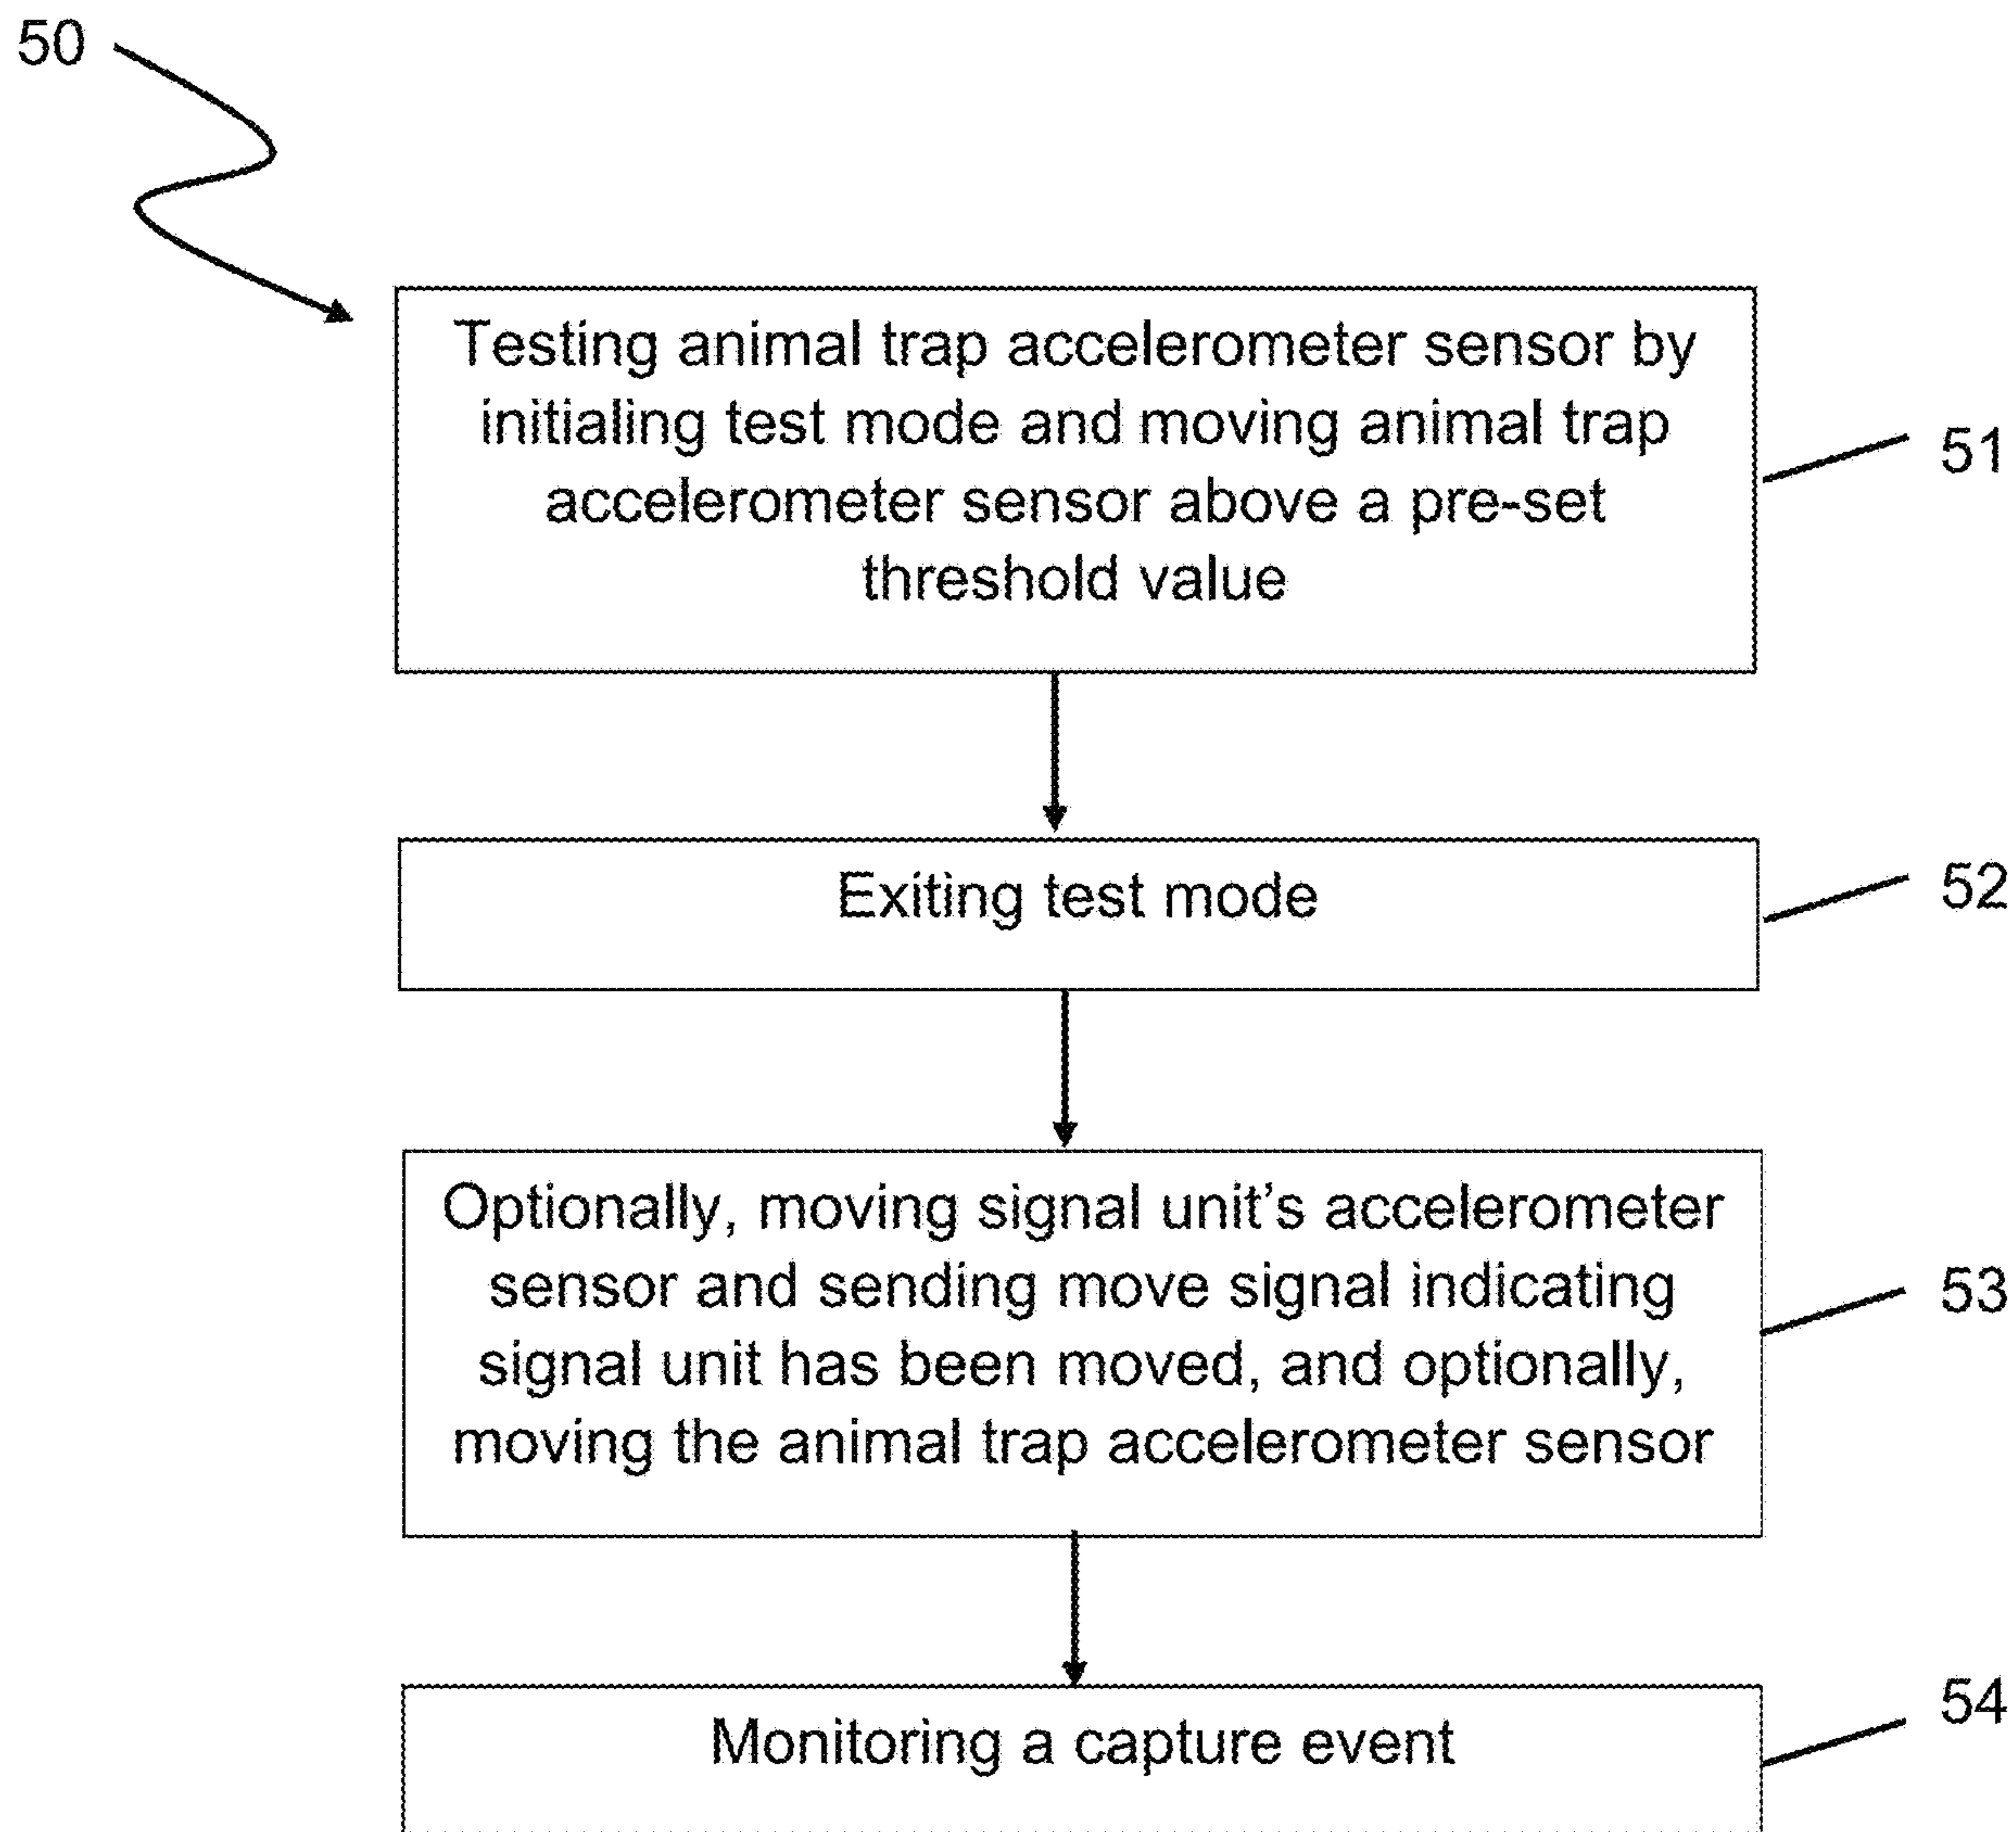 50
Testing animal trap accelerometer sensor by
initialing test mode and moving animal trap
accelerometer sensor above a pre-set
threshold value
51
Exiting test mode
52
Optionally, moving signal unit’s accelerometer
sensor and sending move signal indicating
signal unit has been moved, and optionally,
moving the animal trap accelerometer sensor
53
Monitoring a capture event
54